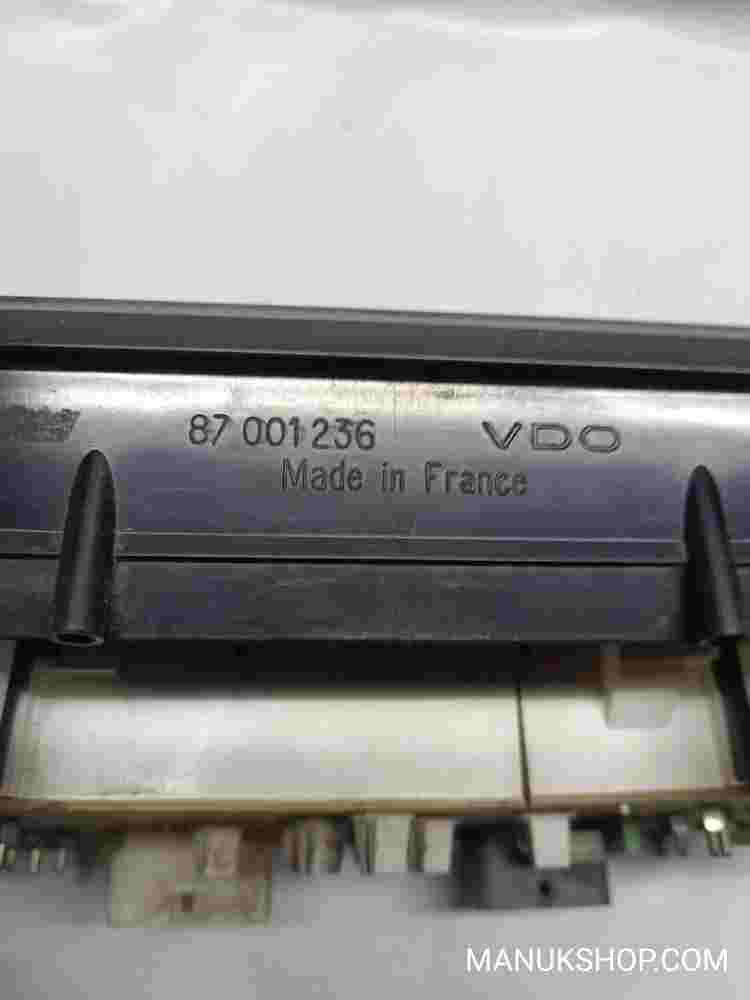 87 001 236 VDO
Made in France
MANUKSHOP.COM